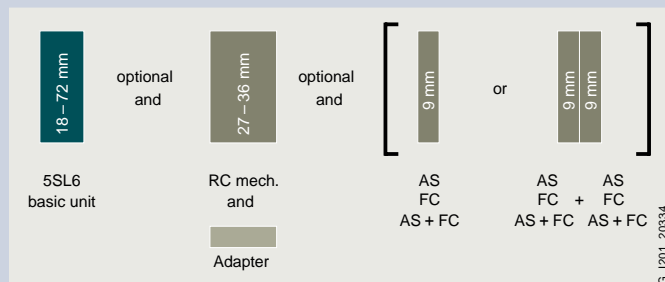 18 – 72 mm
optional
and
27 – 36 mm
optional
and
9 mm
or
9 mm
9 mm
5SL6
basic unit
RC mech.
and
Adapter
AS
FC
AS + FC
AS AS
FC + FC
AS + FC AS + FC